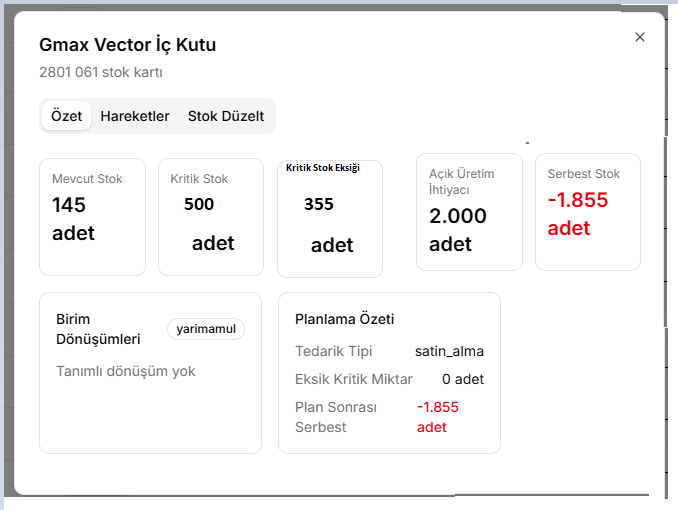 Gmax Vector İç Kutu
2801 061 stok kartı
Özet Hareketler Stok Düzelt
Mevcut Stok
145
adet
Kritik Stok
500
adet
Kritik Stok Eksiği
355
adet
Açık Üretim
İhtiyacı
2.000
adet
Serbest Stok
-1.855
adet
Birim
Dönüşümleri
yarimamul
Tanımlı dönüşüm yok
Planlama Özeti
Tedarik Tipi satin_alma
Eksik Kritik Miktar 0 adet
Plan Sonrası -1.855
Serbest adet